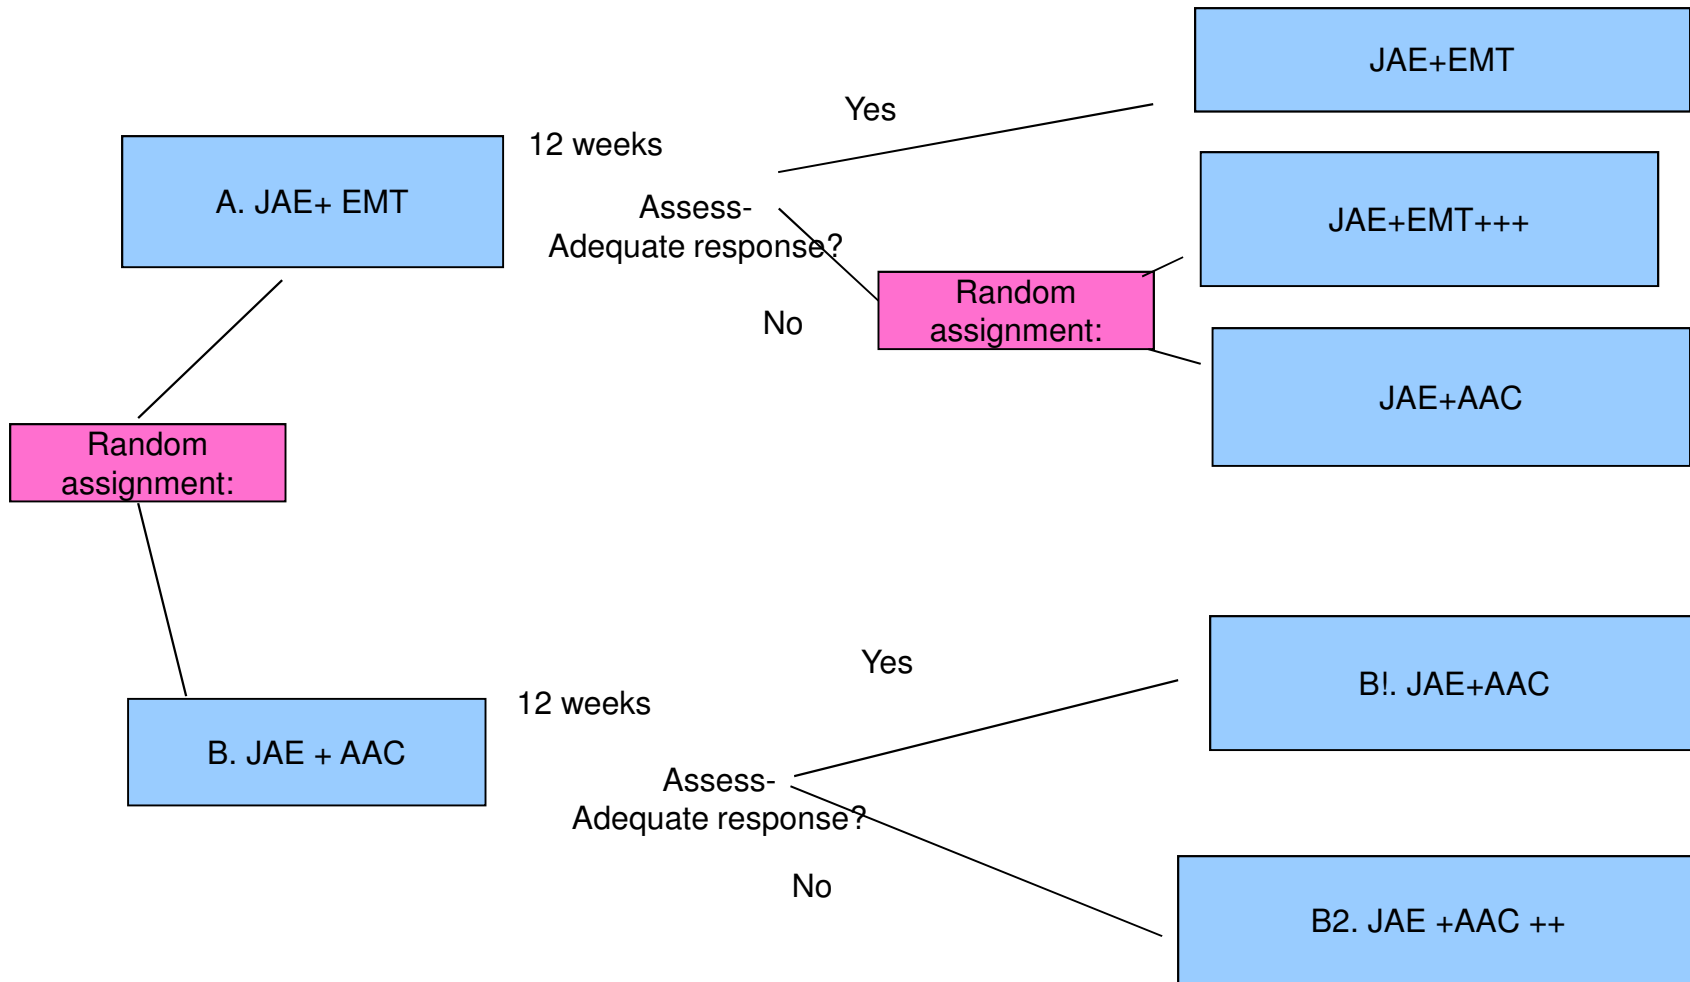 JAE+EMT
Yes
12 weeks
A. JAE+ EMT
Assess-
Adequate response?
JAE+EMT+++
Random
assignment:
No
JAE+AAC
Random
assignment:
Yes
B!. JAE+AAC
12 weeks
B. JAE + AAC
Assess-
Adequate response?
No
B2. JAE +AAC ++